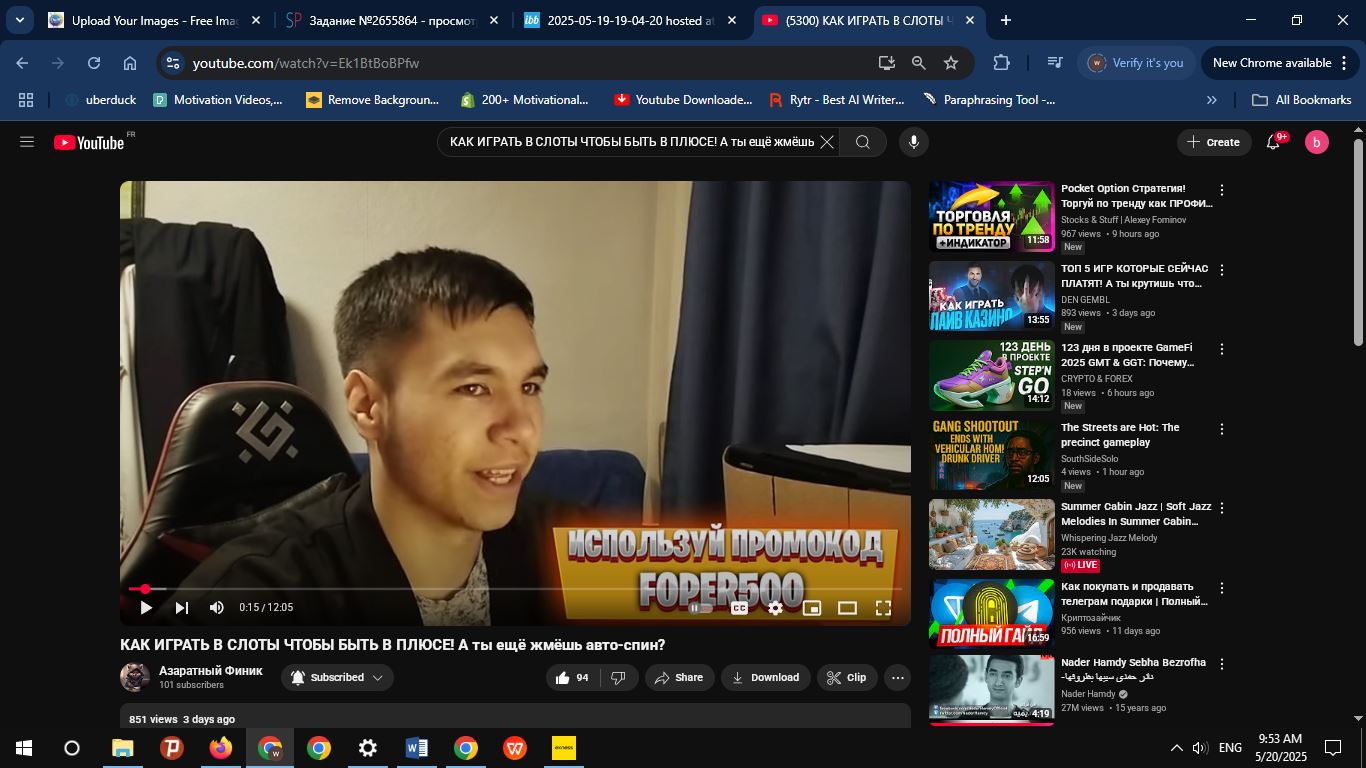 Upload Your Images - Free Imag
Задание №2655864 - просмотр
ibb 2025-05-19-19-04-20 hosted at
(5300) КАК ИГРАТЬ В СЛОТЫ Ч
youtube.com/watch?v=Ek1BtBoBPfw
Verify it's you
New Chrome available
uberduck
Motivation Videos,...
Remove Backgroun...
200+ Motivational...
Youtube Downloade...
Rytr - Best AI Writer...
Paraphrasing Tool -...
All Bookmarks
YouTube FR
КАК ИГРАТЬ В СЛОТЫ ЧТОБЫ БЫТЬ В ПЛЮСЕ! А ты ещё жмёшь
Create
9+
b
ИСПОЛЬЗУЙ ПРОМОКОД
FOPER500
0:15 / 12:05
CC
КАК ИГРАТЬ В СЛОТЫ ЧТОБЫ БЫТЬ В ПЛЮСЕ! А ты ещё жмёшь авто-спин?
Азаратный Финик
101 subscribers
Subscribed
94
Share
Download
Clip
851 views 3 days ago
ТОРГОВЛЯ
ПО ТРЕНДУ
+ИНДИКАТОР
11:58
Pocket Option Стратегия!
Торгуй по тренду как ПРОФИ...
Stocks & Stuff | Alexey Fominov
967 views • 9 hours ago
New
КАК ИГРАТЬ
ЛАЙВ КАЗИНО
13:55
ТОП 5 ИГР КОТОРЫЕ СЕЙЧАС
ПЛАТЯТ! А ты крутишь что...
DEN GEMBL
893 views • 3 days ago
New
123 ДЕНЬ
В ПРОЕКТЕ
STEP'N
GO
14:12
123 дня в проекте GameFi
2025 GMT & GGT: Почему...
CRYPTO & FOREX
18 views • 6 hours ago
New
GANG SHOOTOUT
ENDS WITH
VEHICULAR HOMI
DRUNK DRIVER
12:05
The Streets are Hot: The
precinct gameplay
SouthSideSolo
4 views • 1 hour ago
New
Summer Cabin Jazz | Soft Jazz
Melodies In Summer Cabin...
Whispering Jazz Melody
23K watching
LIVE
ПОЛНЫЙ ГАЙД
16:59
Как покупать и продавать
телеграм подарки | Полный...
Криптозайчик
956 views • 11 days ago
4:19
Nader Hamdy Sebha Bezrofha
نادر حمدى سيبها بظروفها-
Nader Hamdy
27M views • 15 years ago
W
exness
ENG
9:53 AM
5/20/2025